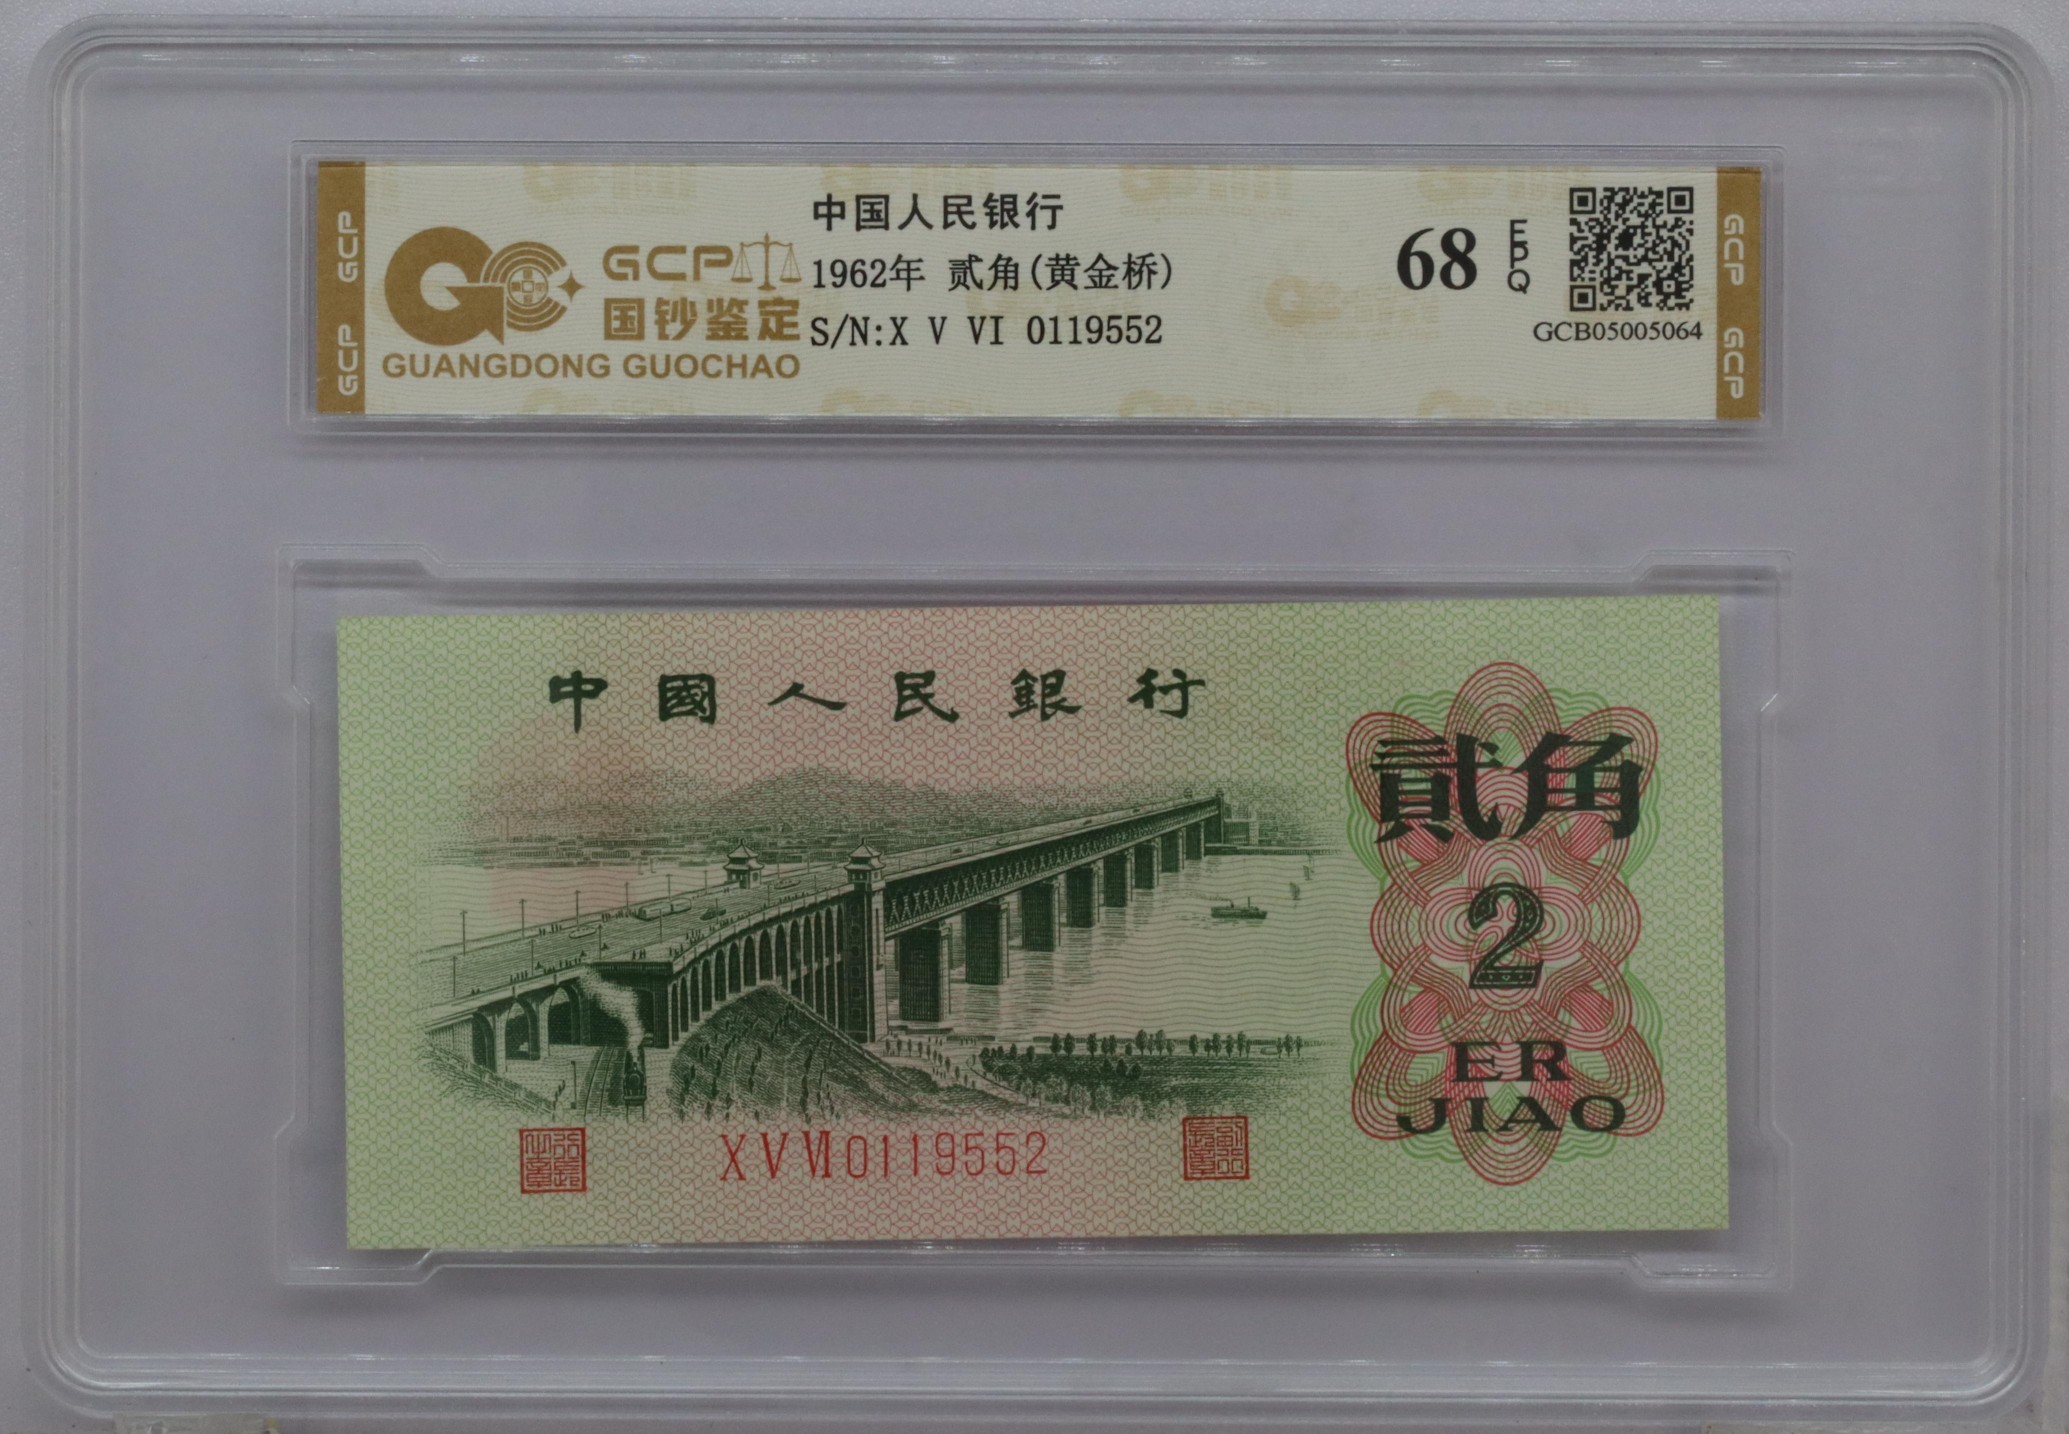 GCP GCP
GCP
国钞鉴定
GUANGDONG GUOCHAO
中国人民银行
1962年 贰角(黄金桥)
S/N:X V VI 0119552
68 EPQ
GCB05005064
GCP GCP
中國人民銀行
貳角
2
ER
JIAO
X V VI 0119552